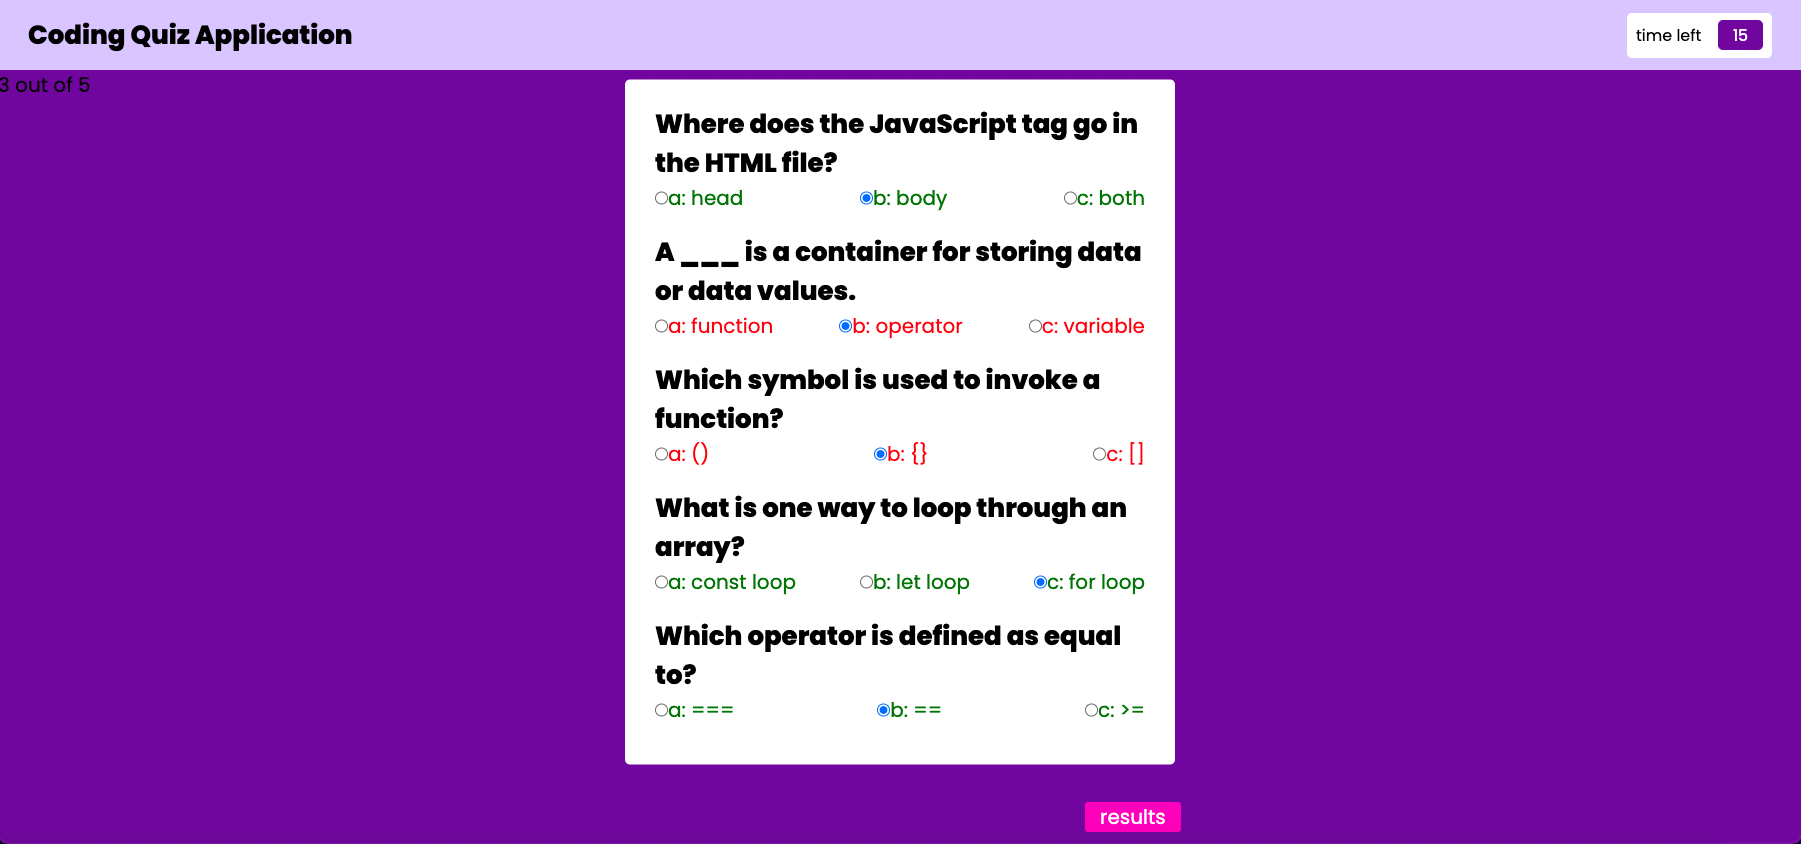 Coding Quiz Application
time left 15
3 out of 5
Where does the JavaScript tag go in
the HTML file?
a: head b: body c: both
A ___ is a container for storing data
or data values.
a: function b: operator c: variable
Which symbol is used to invoke a
function?
a: () b: {} c: []
What is one way to loop through an
array?
a: const loop b: let loop c: for loop
Which operator is defined as equal
to?
a: === b: == c: >=
results